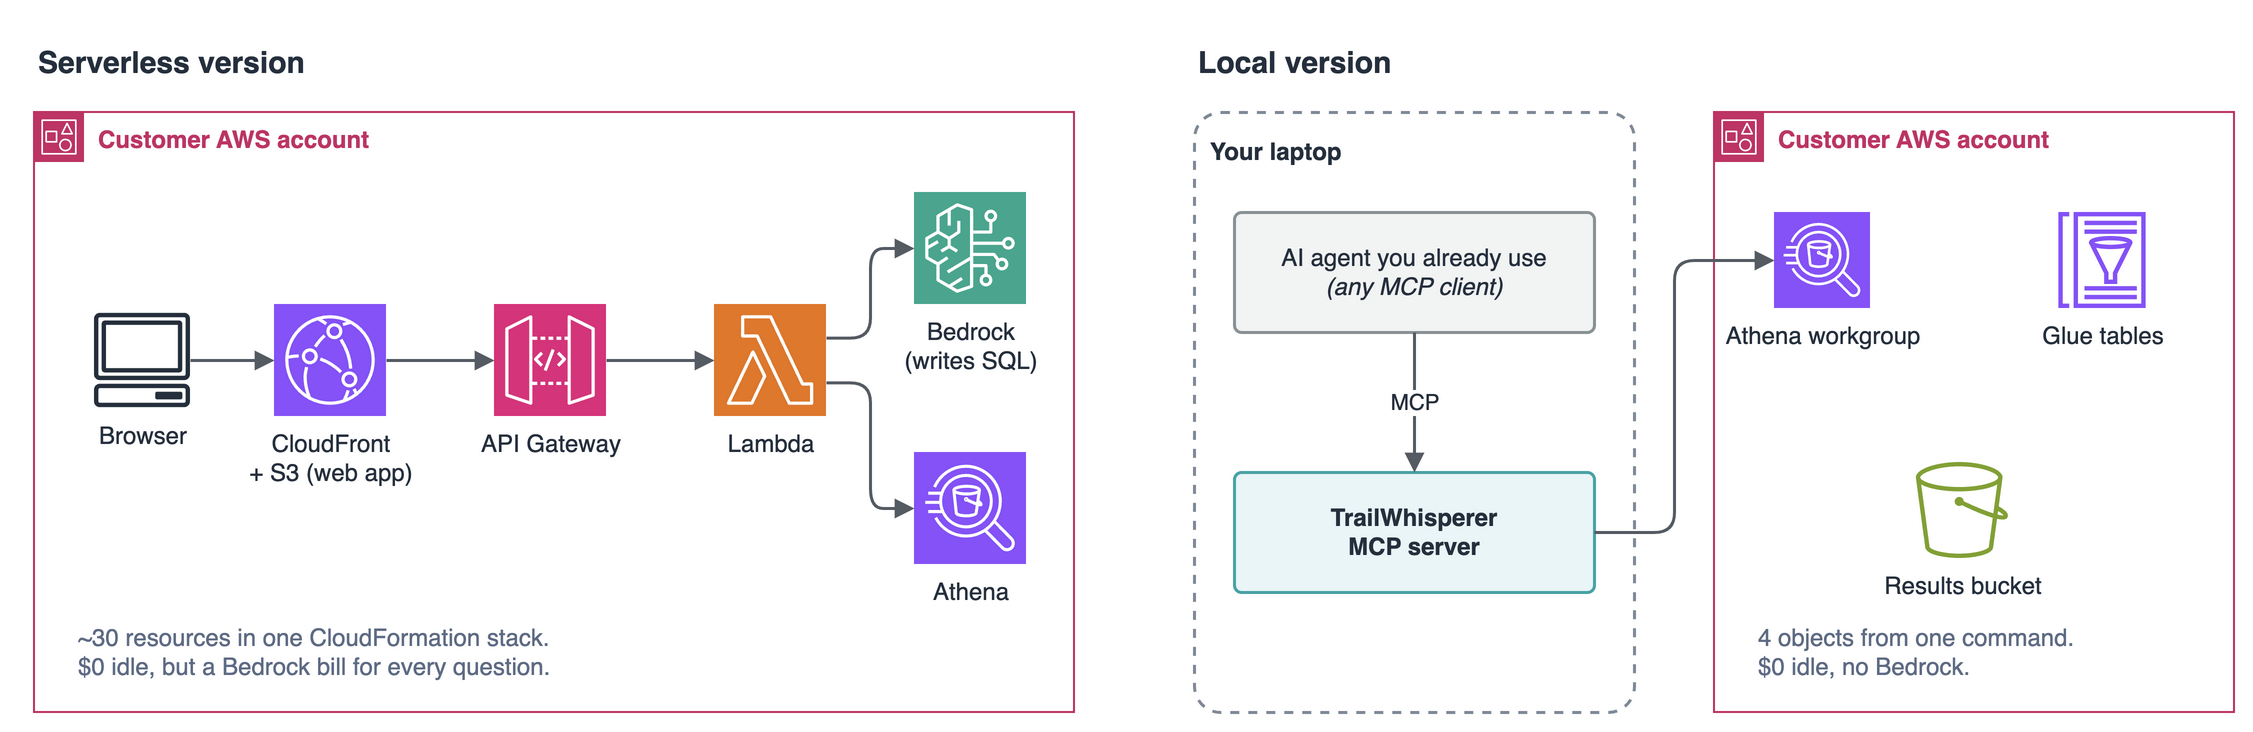 Serverless version
Customer AWS account
Browser
CloudFront
+ S3 (web app)
API Gateway
Lambda
Bedrock
(writes SQL)
Athena
~30 resources in one CloudFormation stack.
$0 idle, but a Bedrock bill for every question.
Local version
Your laptop
AI agent you already use
(any MCP client)
MCP
TrailWhisperer
MCP server
Customer AWS account
Athena workgroup
Glue tables
Results bucket
4 objects from one command.
$0 idle, no Bedrock.